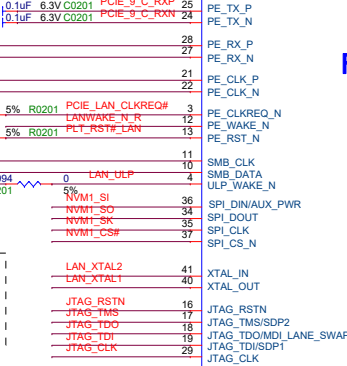 0.1uF 6.3V C0201 PCIE_9_C_RXP 25 PE_TX_P
0.1uF 6.3V C0201 PCIE_9_C_RXN 24 PE_TX_N
28 PE_RX_P
27 PE_RX_N
21 PE_CLK_P
22 PE_CLK_N
5% R0201 PCIE_LAN_CLKREQ# 3 PE_CLKREQ_N
LANWAKE_N_R 12 PE_WAKE_N
5% R0201 PLT_RST#_LAN 13 PE_RST_N
11 SMB_CLK
10 SMB_DATA
094 0 LAN_ULP 4 ULP_WAKE_N
201 5%
NVM1_SI 36 SPI_DIN/AUX_PWR
NVM1_SO 34 SPI_DOUT
NVM1_SK 35 SPI_CLK
NVM1_CS# 37 SPI_CS_N
LAN_XTAL2 41 XTAL_IN
LAN_XTAL1 40 XTAL_OUT
JTAG_RSTN 16 JTAG_RSTN
JTAG_TMS 17 JTAG_TMS/SDP2
JTAG_TDO 18 JTAG_TDO/MDI_LANE_SWAP
JTAG_TDI 19 JTAG_TDI/SDP1
JTAG_CLK 29 JTAG_CLK